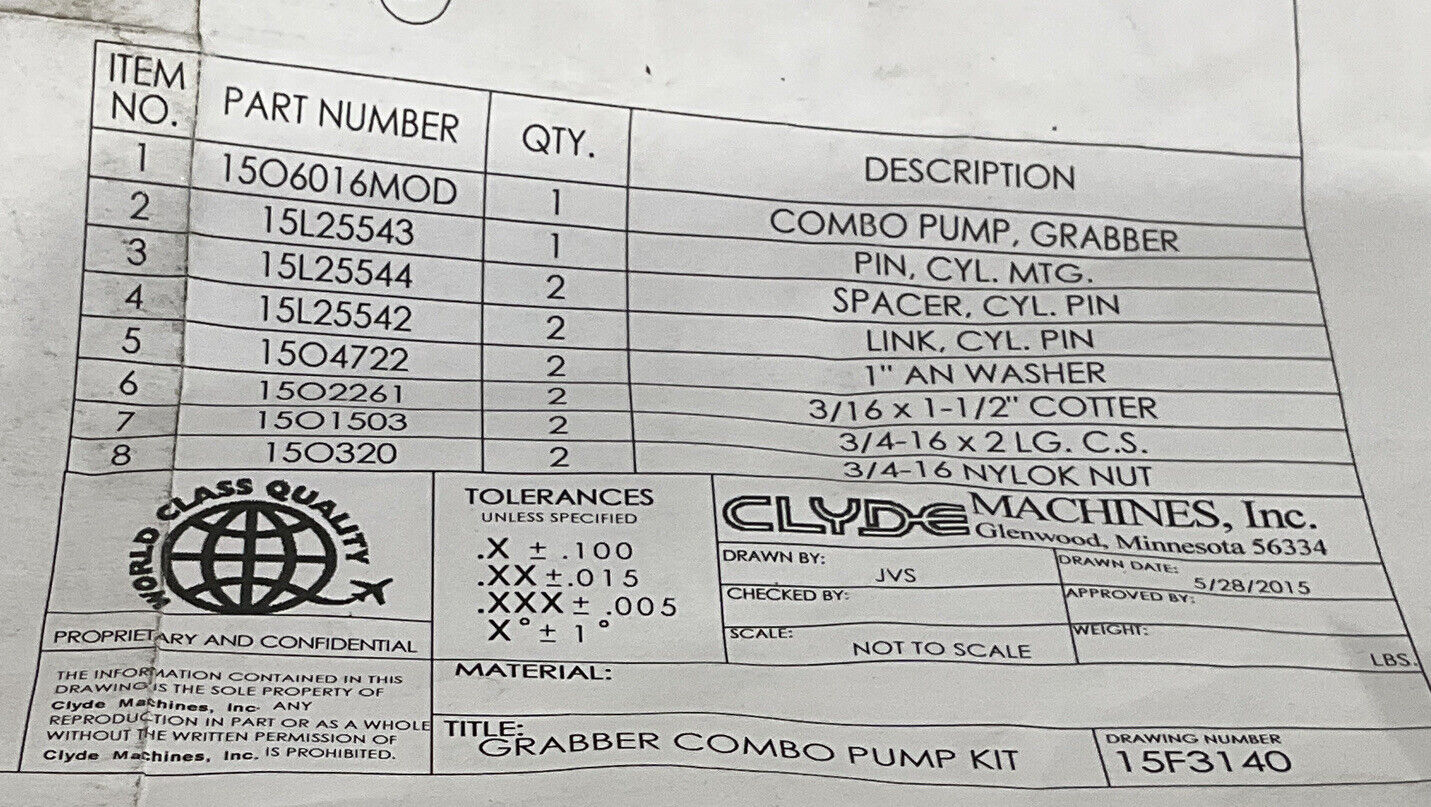 ITEM NO. PART NUMBER QTY. DESCRIPTION
1 15O6016MOD 1 COMBO PUMP, GRABBER
2 15L25543 1 PIN, CYL. MTG.
3 15L25544 2 SPACER, CYL. PIN
4 15L25542 2 LINK, CYL. PIN
5 15O4722 2 1" AN WASHER
6 15O2261 2 3/16 x 1-1/2" COTTER
7 15O1503 2 3/4-16 x 2 LG. C.S.
8 15O320 2 3/4-16 NYLOK NUT
WORLD CLASS QUALITY
PROPRIETARY AND CONFIDENTIAL
THE INFORMATION CONTAINED IN THIS
DRAWING IS THE SOLE PROPERTY OF
Clyde Machines, Inc. ANY
REPRODUCTION IN PART OR AS A WHOLE
WITHOUT THE WRITTEN PERMISSION OF
Clyde Machines, Inc. IS PROHIBITED.
TOLERANCES
UNLESS SPECIFIED
.X ± .100
.XX ±.015
.XXX ± .005
X° ± 1°
CLYDE MACHINES, Inc.
Glenwood, Minnesota 56334
DRAWN BY: JVS
DRAWN DATE: 5/28/2015
CHECKED BY:
APPROVED BY:
SCALE: NOT TO SCALE
WEIGHT: LBS.
MATERIAL:
TITLE:
GRABBER COMBO PUMP KIT
DRAWING NUMBER
15F3140